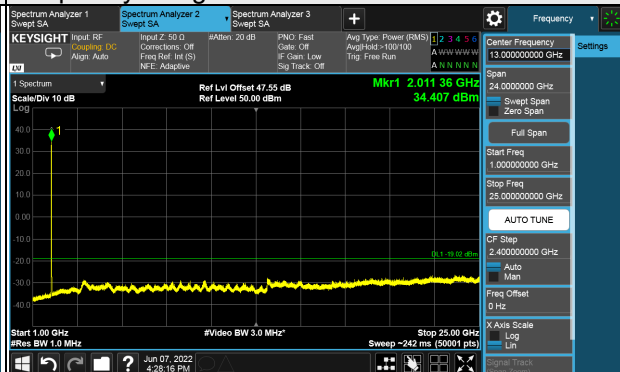 Spectrum Analyzer 1
Swept SA
Spectrum Analyzer 2
Swept SA
Spectrum Analyzer 3
Swept SA
+
Frequency
KEYSIGHT
LXI
Input: RF
Coupling: DC
Align: Auto
Input Z: 50 Ω
Corrections: Off
Freq Ref: Int (S)
NFE: Adaptive
#Atten: 20 dB
PNO: Fast
Gate: Off
IF Gain: Low
Sig Track: Off
Avg Type: Power (RMS)
Avg|Hold:>100/100
Trig: Free Run
1 2 3 4 5 6
A W W W W W
A N N N N N
1 Spectrum
Scale/Div 10 dB
Ref Lvl Offset 47.55 dB
Ref Level 50.00 dBm
Mkr1 2.011 36 GHz
34.407 dBm
Log
40.0
30.0
20.0
10.0
0.00
-10.0
-20.0
-30.0
-40.0
1
DL1 -19.02 dBm
Start 1.00 GHz
#Res BW 1.0 MHz
#Video BW 3.0 MHz*
Stop 25.00 GHz
Sweep ~242 ms (50001 pts)
?
Jun 07, 2022
4:28:16 PM
Center Frequency
13.000000000 GHz
Settings
Span
24.0000000 GHz
Swept Span
Zero Span
Full Span
Start Freq
1.000000000 GHz
Stop Freq
25.000000000 GHz
AUTO TUNE
CF Step
2.400000000 GHz
Auto
Man
Freq Offset
0 Hz
X Axis Scale
Log
Lin
Signal Track